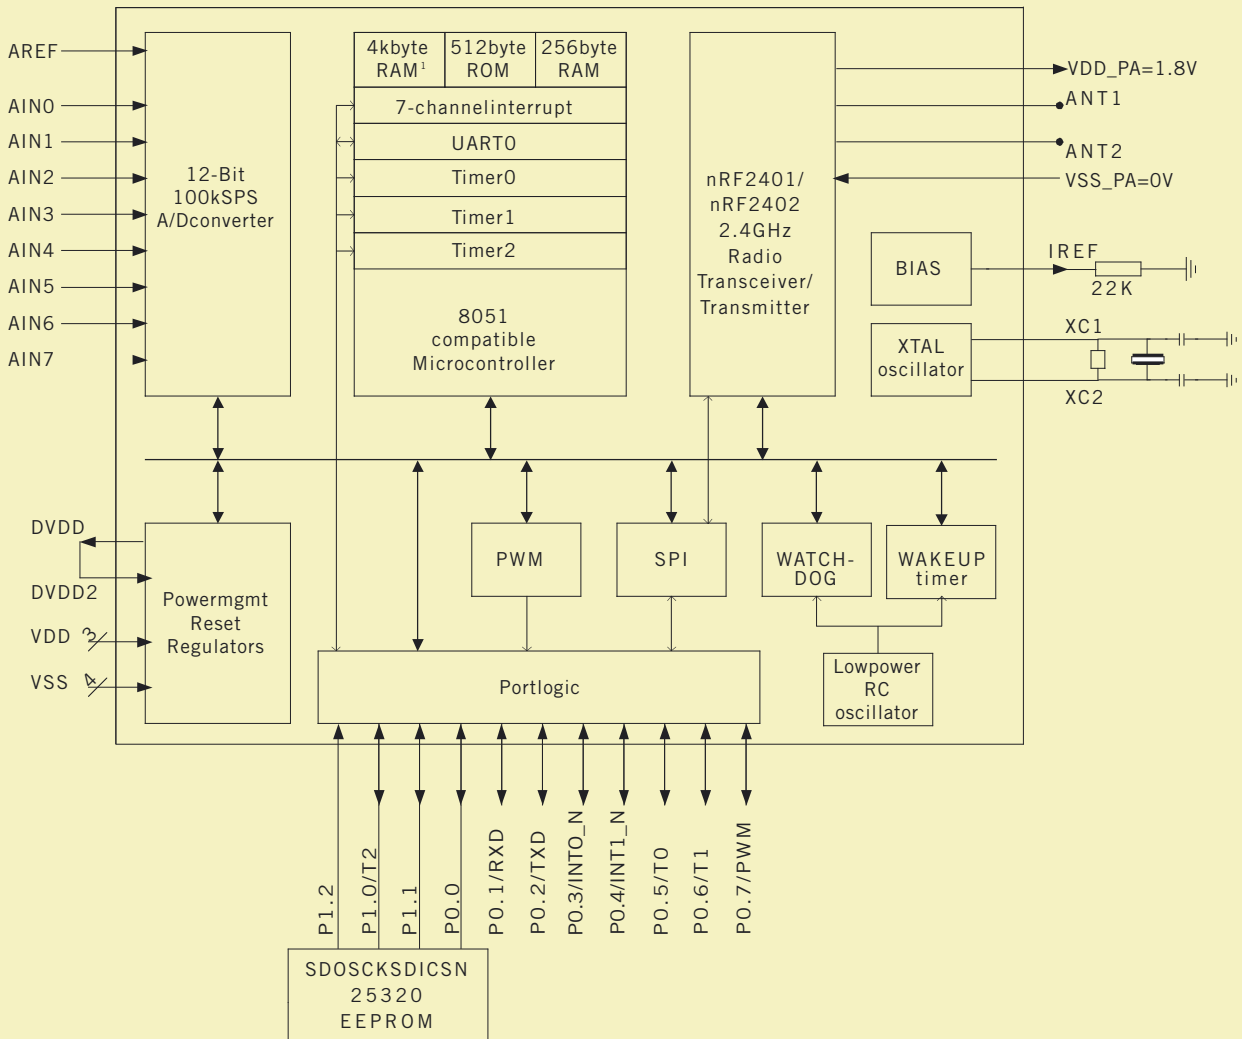 AREF
AIN0
AIN1
AIN2
AIN3
AIN4
AIN5
AIN6
AIN7
12-Bit
100kSPS
A/Dconverter
4kbyte
RAM¹
512byte
ROM
256byte
RAM
7-channelinterrupt
UART0
Timer0
Timer1
Timer2
8051
compatible
Microcontroller
nRF2401/
nRF2402
2.4GHz
Radio
Transceiver/
Transmitter
VDD_PA=1.8V
ANT1
ANT2
VSS_PA=0V
BIAS
IREF
22K
XTAL
oscillator
XC1
XC2
DVDD
DVDD2
VDD 3
VSS 4
Powermgmt
Reset
Regulators
PWM
SPI
WATCH-
DOG
WAKEUP
timer
Lowpower
RC
oscillator
Portlogic
P1.2
P1.0/T2
P1.1
P0.0
P0.1/RXD
P0.2/TXD
P0.3/INTO_N
P0.4/INT1_N
P0.5/T0
P0.6/T1
P0.7/PWM
SDOSCKSDICSN
25320
EEPROM